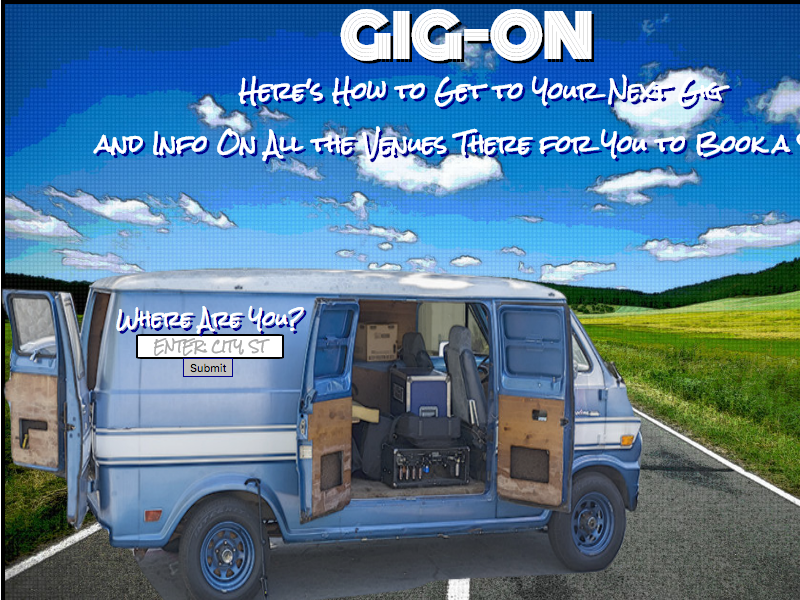 GIG-ON
Here's How to Get to Your Next Gig
and Info On All the Venues There for You to Book a
Where Are You?
ENTER: CITY, ST
Submit